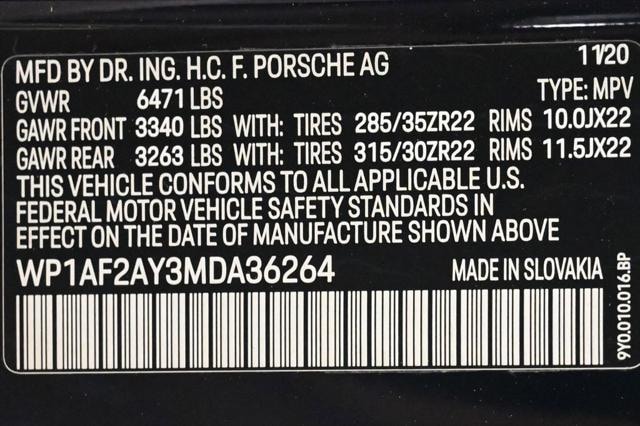 MFD BY DR. ING. H.C. F. PORSCHE AG 11/20
GVWR 6471 LBS TYPE: MPV
GAWR FRONT 3340 LBS WITH: TIRES 285/35ZR22 RIMS 10.0JX22
GAWR REAR 3263 LBS WITH: TIRES 315/30ZR22 RIMS 11.5JX22
THIS VEHICLE CONFORMS TO ALL APPLICABLE U.S.
FEDERAL MOTOR VEHICLE SAFETY STANDARDS IN
EFFECT ON THE DATE OF MANUFACTURE SHOWN ABOVE
WP1AF2AY3MDA36264 MADE IN SLOVAKIA
9Y0.010.016.BP